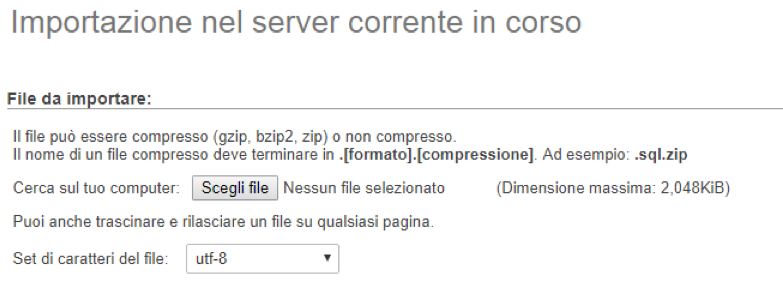 Importazione nel server corrente in corso
File da importare:
Il file può essere compresso (gzip, bzip2, zip) o non compresso.
Il nome di un file compresso deve terminare in .[formato].[compressione]. Ad esempio: .sql.zip
Cerca sul tuo computer: Scegli file Nessun file selezionato (Dimensione massima: 2,048KiB)
Puoi anche trascinare e rilasciare un file su qualsiasi pagina.
Set di caratteri del file: utf-8